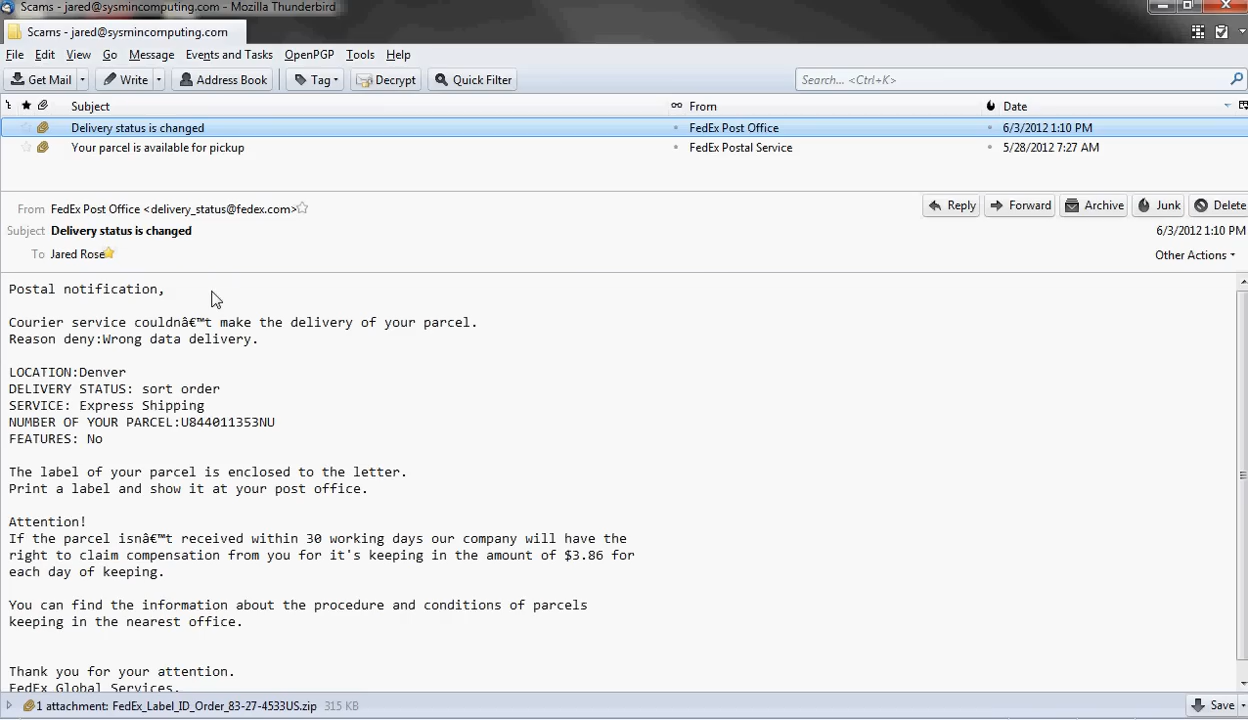 Scams - jared@sysmincomputing.com - Mozilla Thunderbird
Scams - jared@sysmincomputing.com
File Edit View Go Message Events and Tasks OpenPGP Tools Help
Get Mail Write Address Book Tag Decrypt Quick Filter Search... <Ctrl+K>
Subject From Date
Delivery status is changed FedEx Post Office 6/3/2012 1:10 PM
Your parcel is available for pickup FedEx Postal Service 5/28/2012 7:27 AM
From FedEx Post Office <delivery_status@fedex.com> Reply Forward Archive Junk Delete
Subject Delivery status is changed 6/3/2012 1:10 PM
To Jared Rose Other Actions
Postal notification,
Courier service couldnâ€™t make the delivery of your parcel.
Reason deny:Wrong data delivery.
LOCATION:Denver
DELIVERY STATUS: sort order
SERVICE: Express Shipping
NUMBER OF YOUR PARCEL:U844011353NU
FEATURES: No
The label of your parcel is enclosed to the letter.
Print a label and show it at your post office.
Attention!
If the parcel isnâ€™t received within 30 working days our company will have the
right to claim compensation from you for it's keeping in the amount of $3.86 for
each day of keeping.
You can find the information about the procedure and conditions of parcels
keeping in the nearest office.
Thank you for your attention.
FedEx Global Services.
1 attachment: FedEx_Label_ID_Order_83-27-4533US.zip 315 KB Save